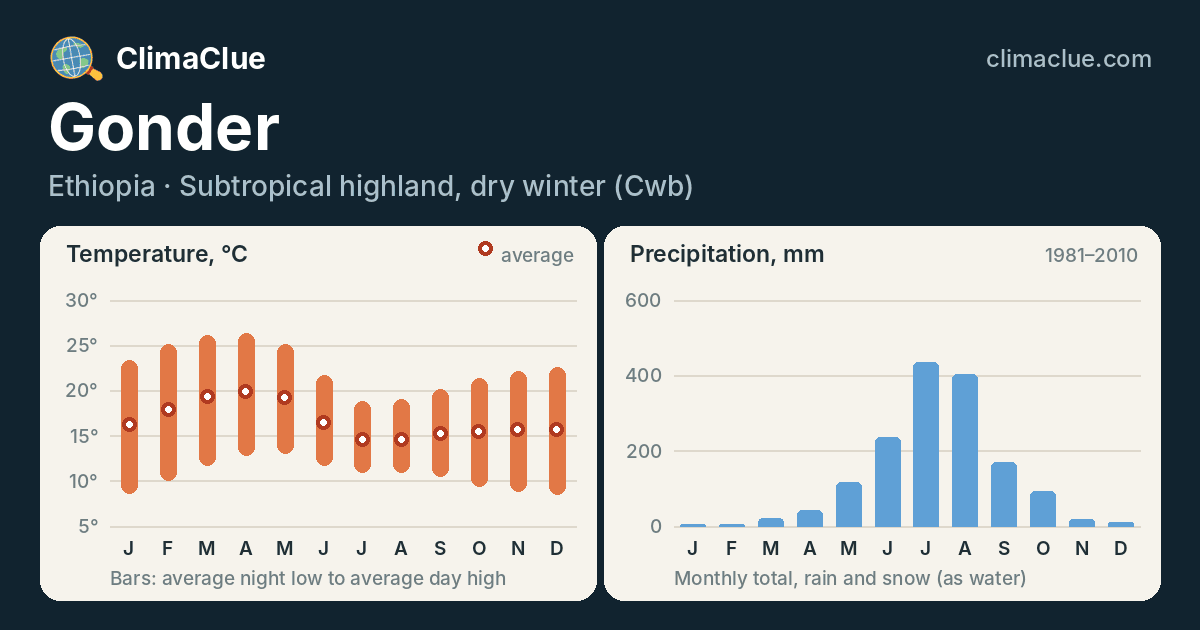 ClimaClue
climaclue.com
Gonder
Ethiopia · Subtropical highland, dry winter (Cwb)
Temperature, °C
average
30°
25°
20°
15°
10°
5°
J F M A M J J A S O N D
Bars: average night low to average day high
Precipitation, mm
1981–2010
600
400
200
0
J F M A M J J A S O N D
Monthly total, rain and snow (as water)